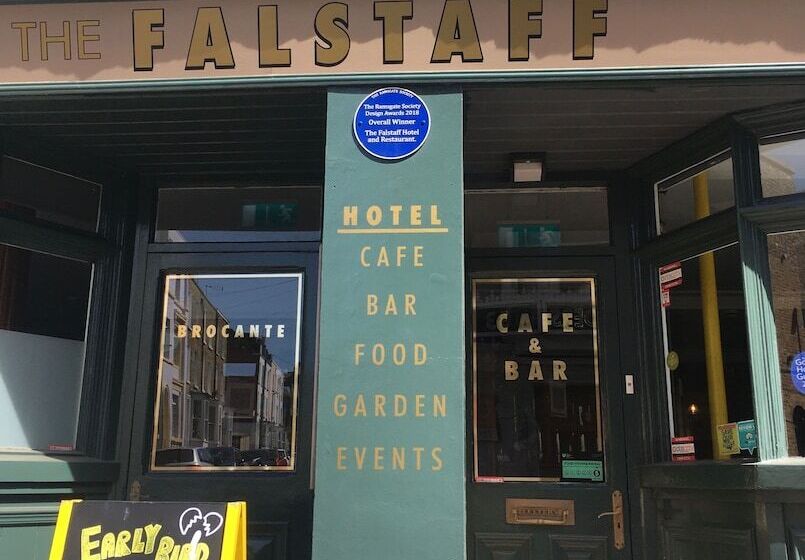 THE FALSTAFF
THE RAMSGATE SOCIETY
The Ramsgate Society
Design Awards 2018
Overall Winner
The Falstaff Hotel
and Restaurant.
HOTEL
CAFE
BAR
FOOD
GARDEN
EVENTS
BROCANTE
CAFE
&
BAR
EARLY BIRD